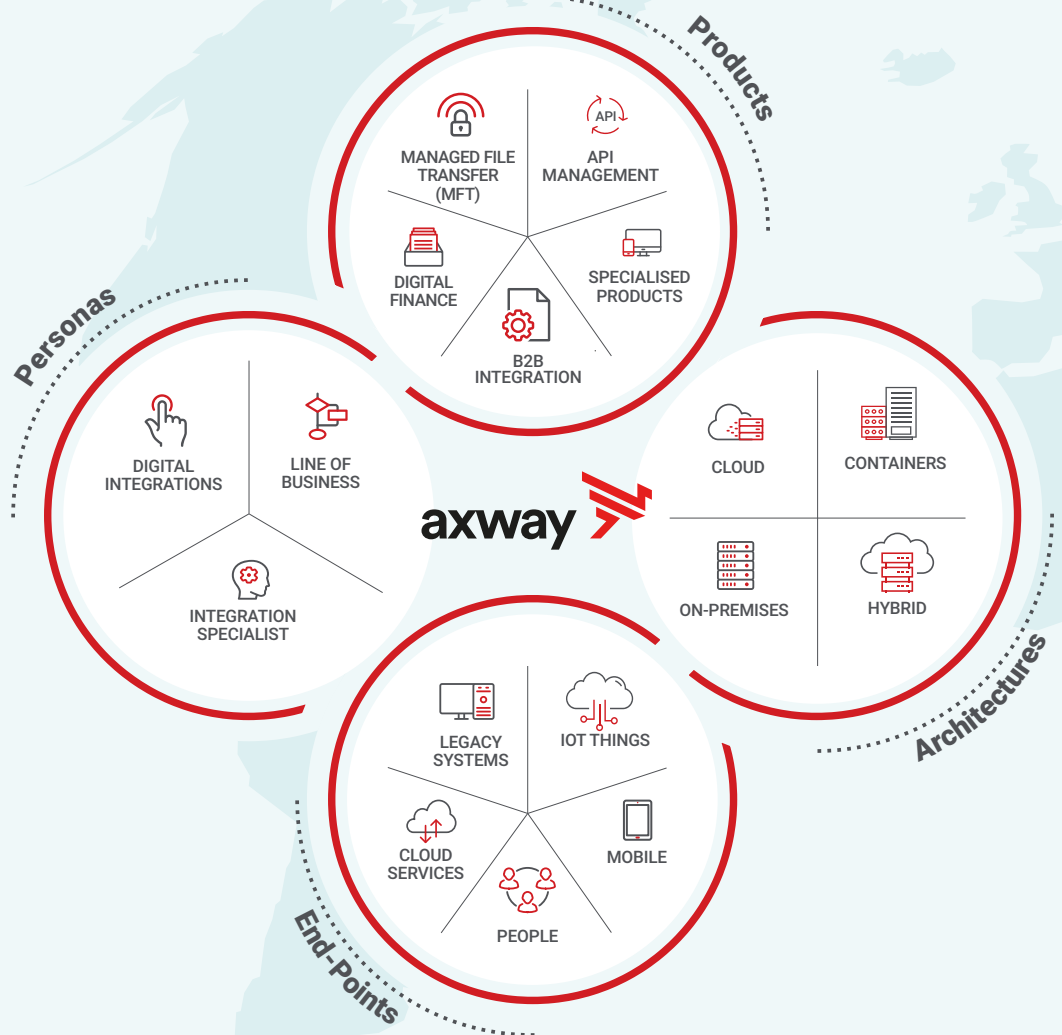 Products
MANAGED FILE
TRANSFER
(MFT)
API
API
MANAGEMENT
DIGITAL
FINANCE
SPECIALISED
PRODUCTS
B2B
INTEGRATION
Personas
DIGITAL
INTEGRATIONS
LINE OF
BUSINESS
INTEGRATION
SPECIALIST
axway
CLOUD
CONTAINERS
ON-PREMISES
HYBRID
Architectures
LEGACY
SYSTEMS
IOT THINGS
CLOUD
SERVICES
MOBILE
PEOPLE
End-Points